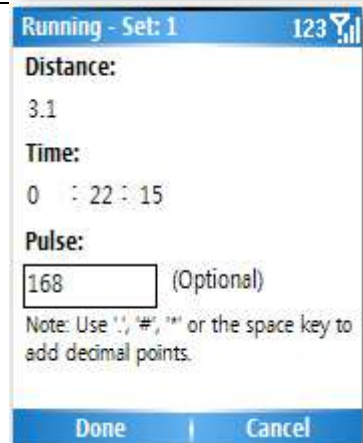 Running - Set: 1 123
Distance:
3.1
Time:
0 : 22 : 15
Pulse:
168 (Optional)
Note: Use '.', '#', '*' or the space key to
add decimal points.
Done Cancel